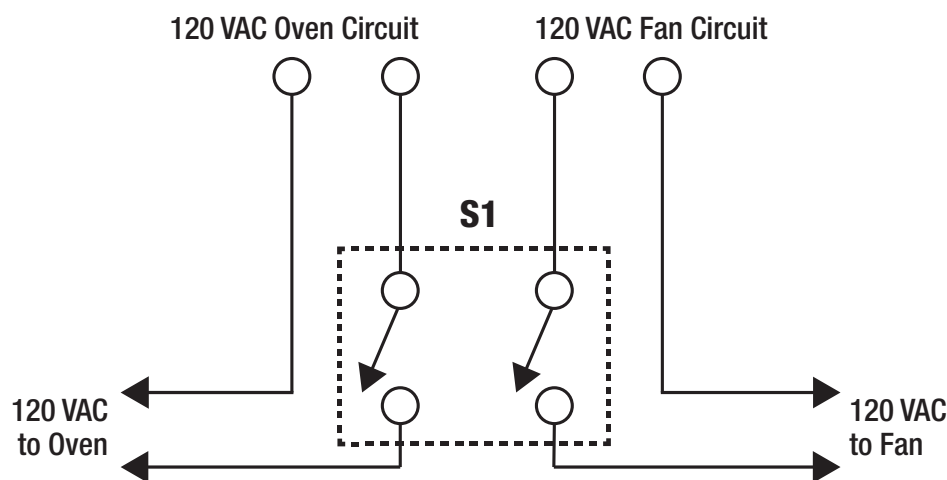 120 VAC Oven Circuit
120 VAC Fan Circuit
S1
120 VAC
to Oven
120 VAC
to Fan